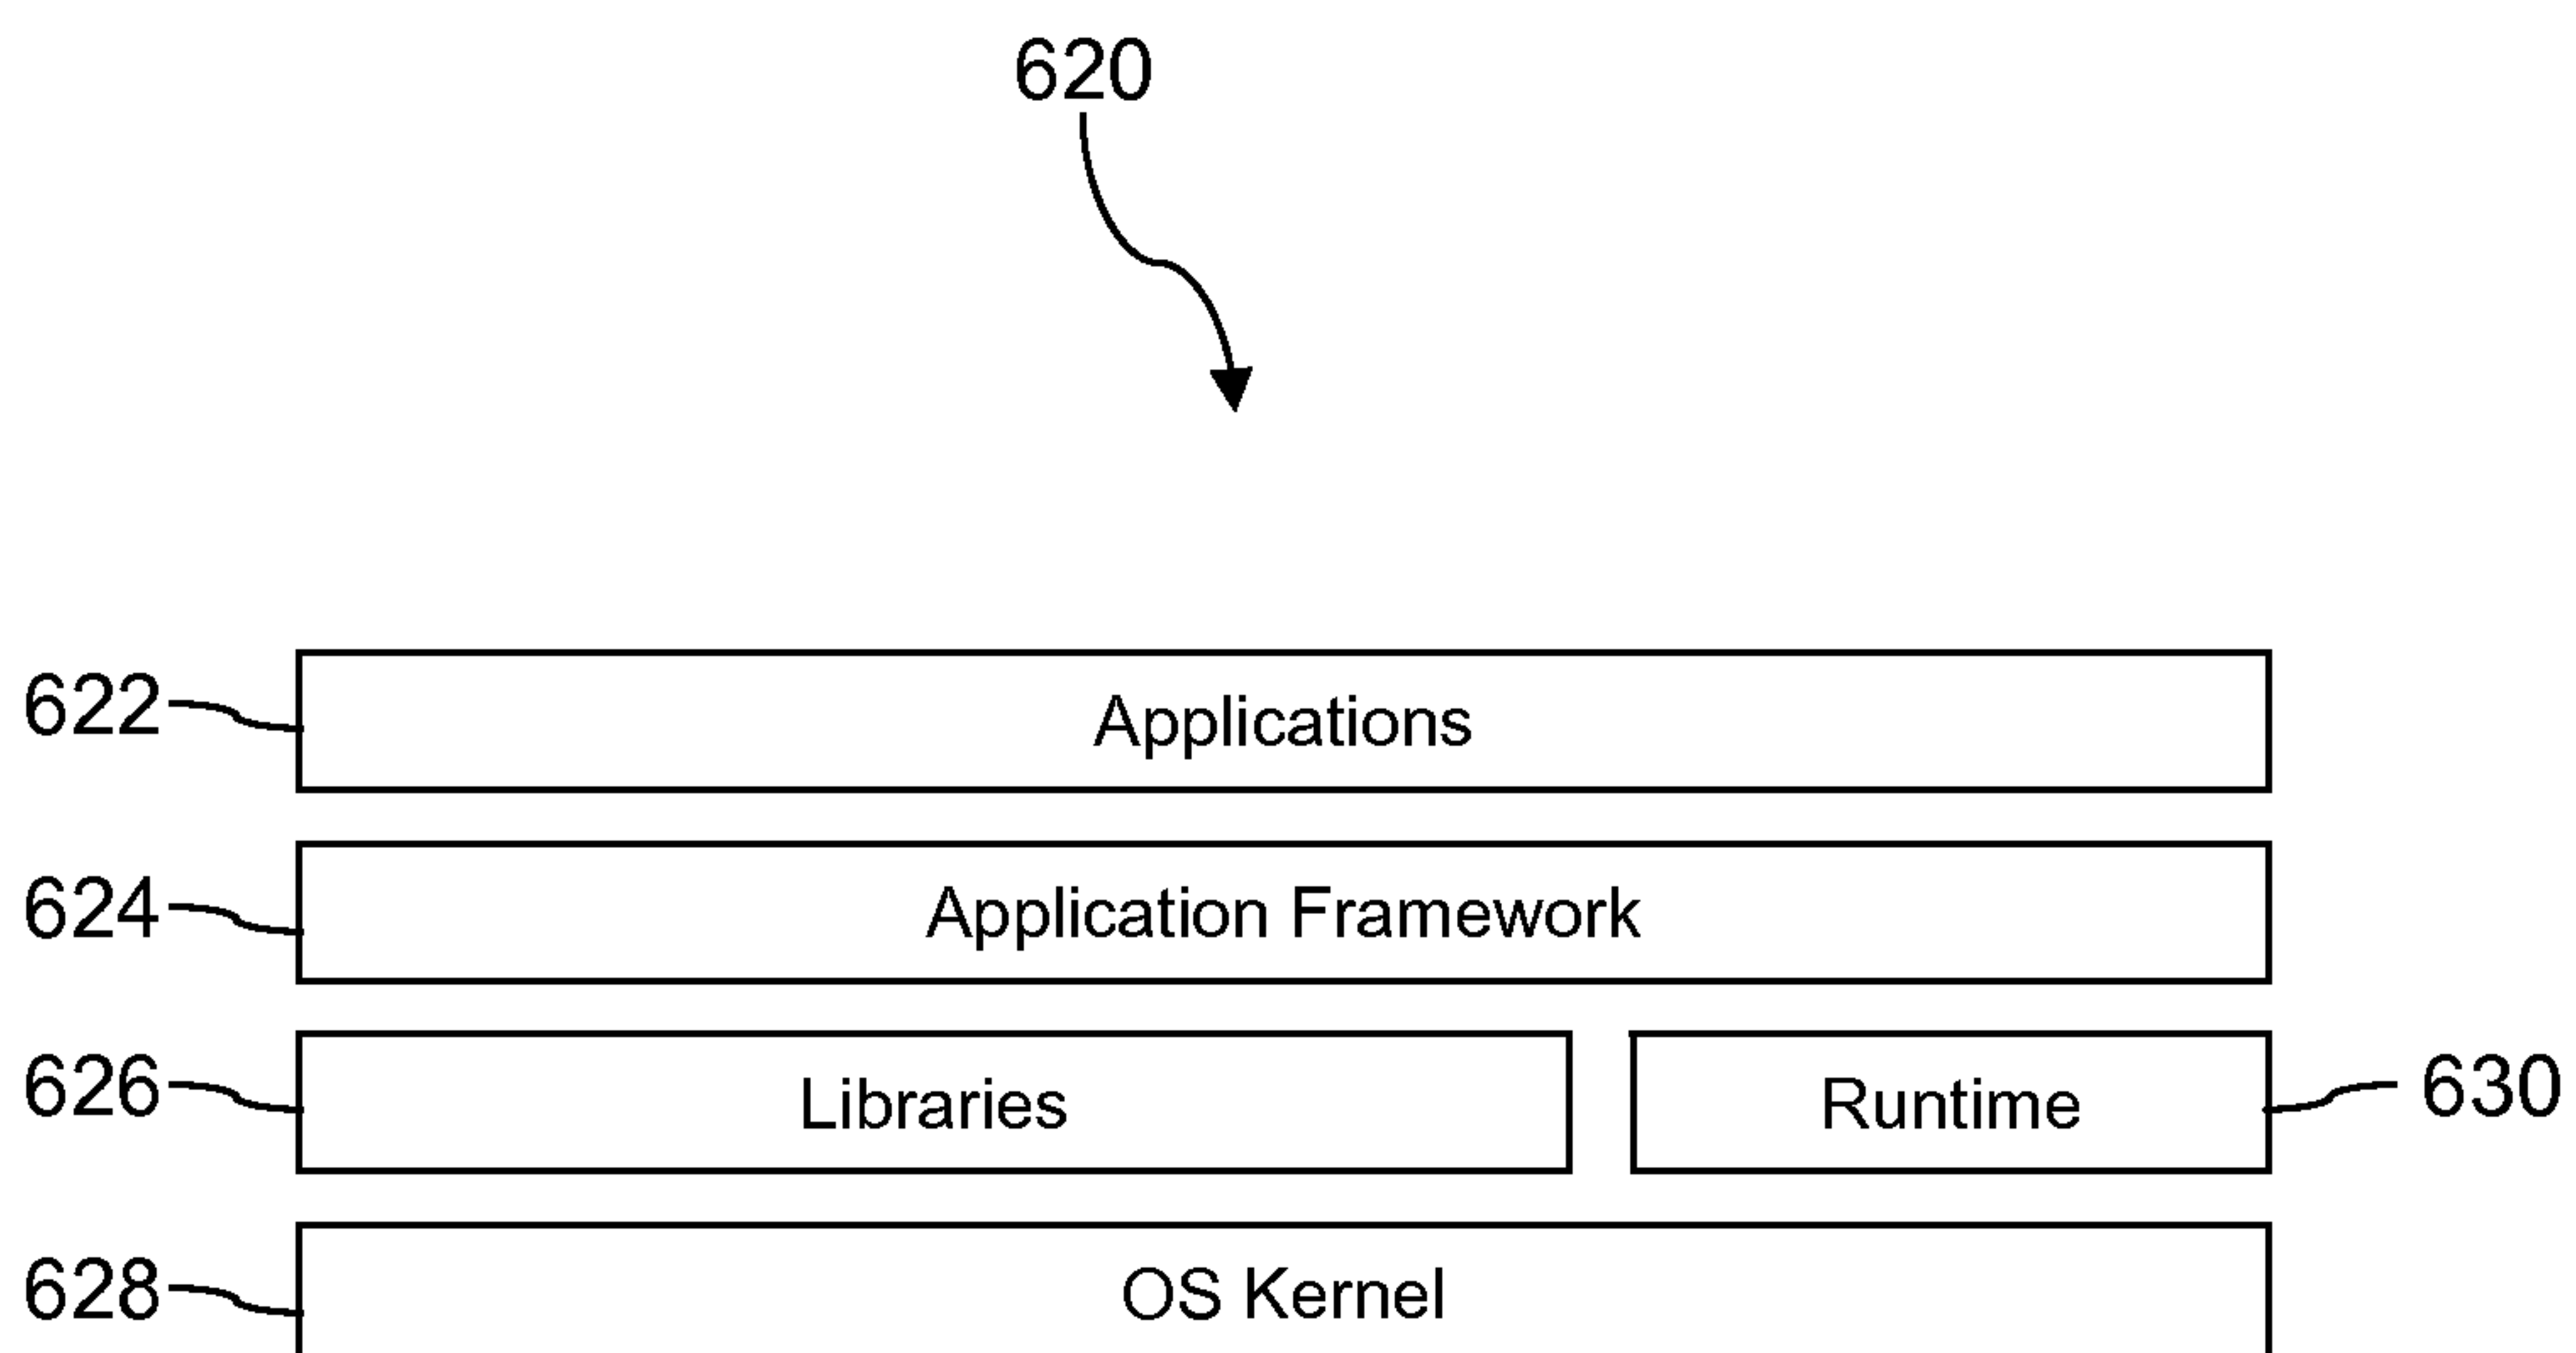 620
622
Applications
624
Application Framework
626
Libraries
Runtime
630
628
OS Kernel